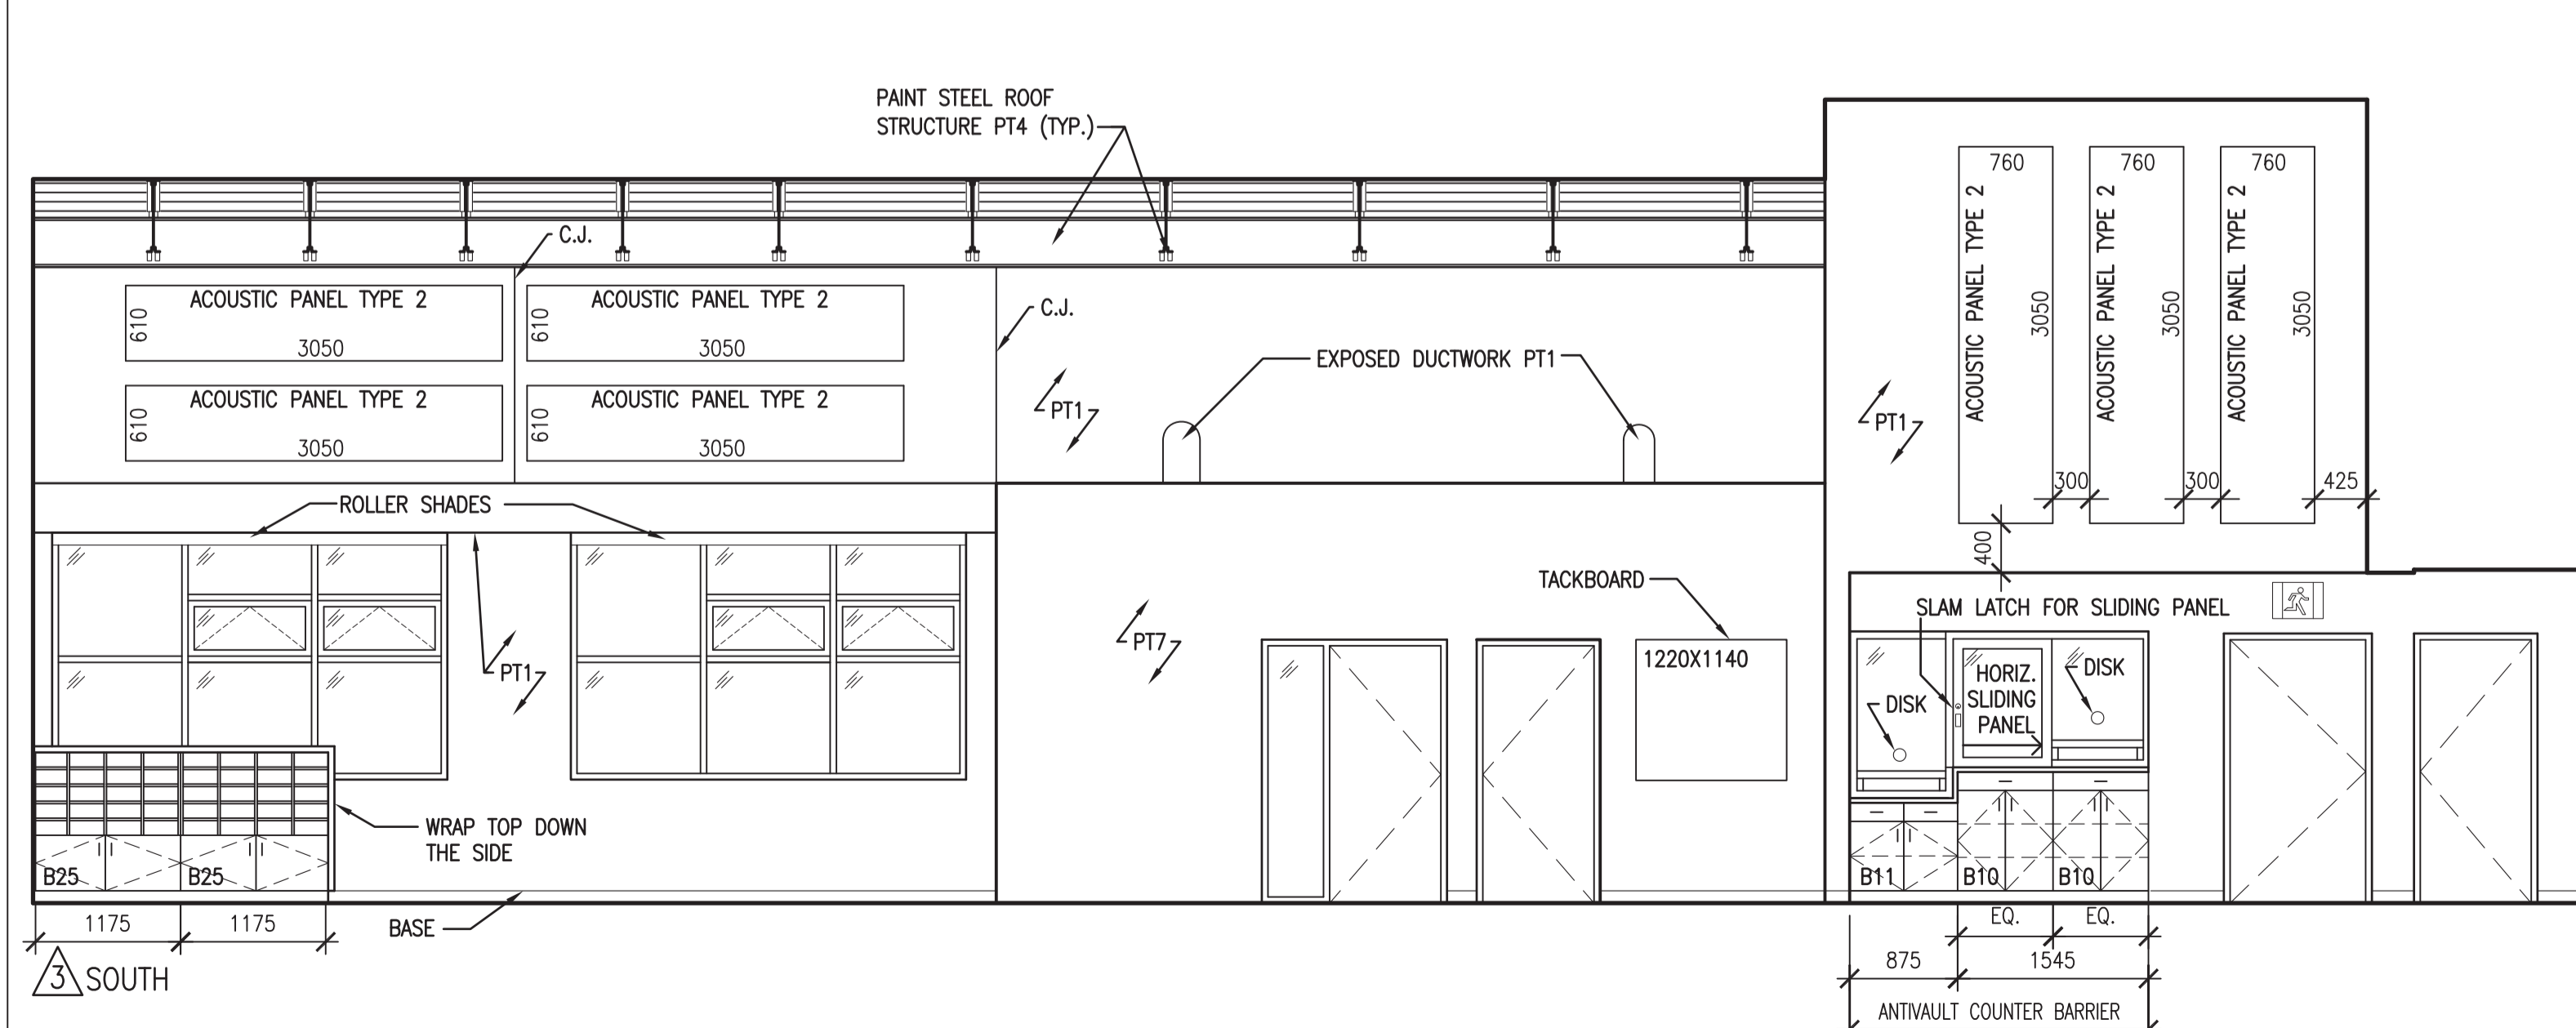 PAINT STEEL ROOF
STRUCTURE PT4 (TYP.)
760
760
760
ACOUSTIC PANEL TYPE 2
3050
ACOUSTIC PANEL TYPE 2
3050
ACOUSTIC PANEL TYPE 2
3050
C.J.
C.J.
ACOUSTIC PANEL TYPE 2
610
3050
ACOUSTIC PANEL TYPE 2
610
3050
ACOUSTIC PANEL TYPE 2
610
3050
ACOUSTIC PANEL TYPE 2
610
3050
EXPOSED DUCTWORK PT1
PT1
PT1
300
300
425
400
ROLLER SHADES
TACKBOARD
1220X1140
SLAM LATCH FOR SLIDING PANEL
PT1
PT7
HORIZ.
SLIDING
PANEL
DISK
DISK
WRAP TOP DOWN
THE SIDE
B25
B25
B11
B10
B10
1175
1175
BASE
EQ.
EQ.
875
1545
3
SOUTH
ANTIVAULT COUNTER BARRIER